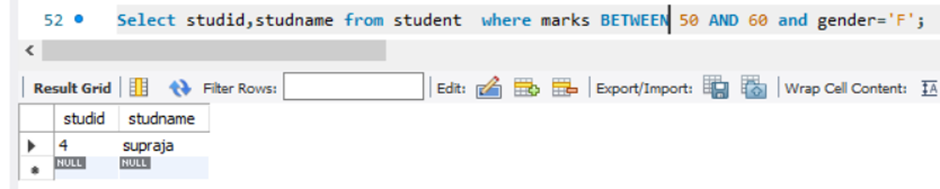 52 Select studid,studname from student  where marks BETWEEN 50 AND 60 and gender='F';
Result Grid Filter Rows: Edit: Export/Import: Wrap Cell Content: IA
studid studname
4 supraja
NULL NULL